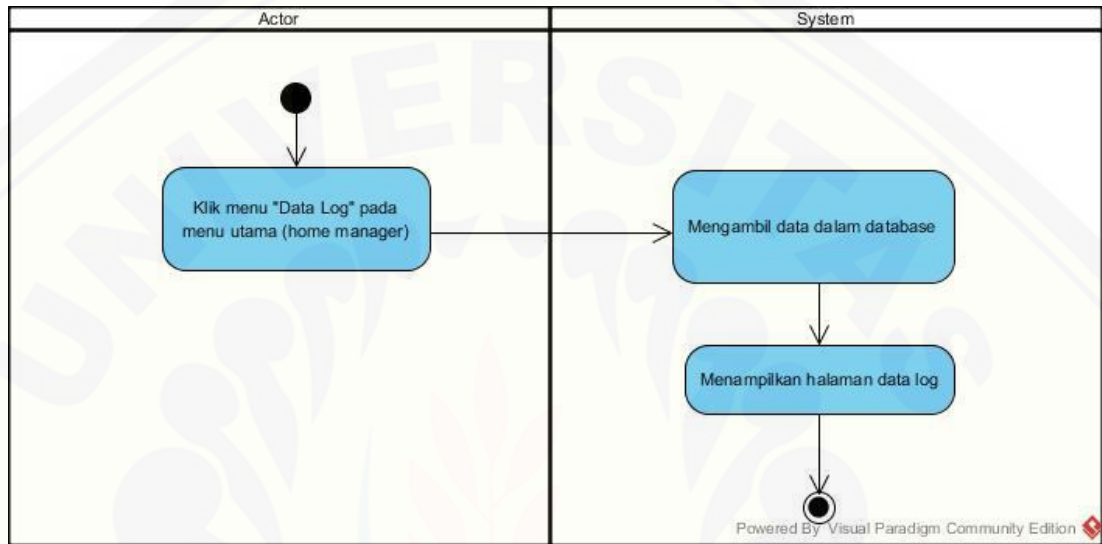 Actor
System
Klik menu "Data Log" pada
menu utama (home manager)
Mengambil data dalam database
Menampilkan halaman data log
Powered By Visual Paradigm Community Edition
UNIVERSITAS